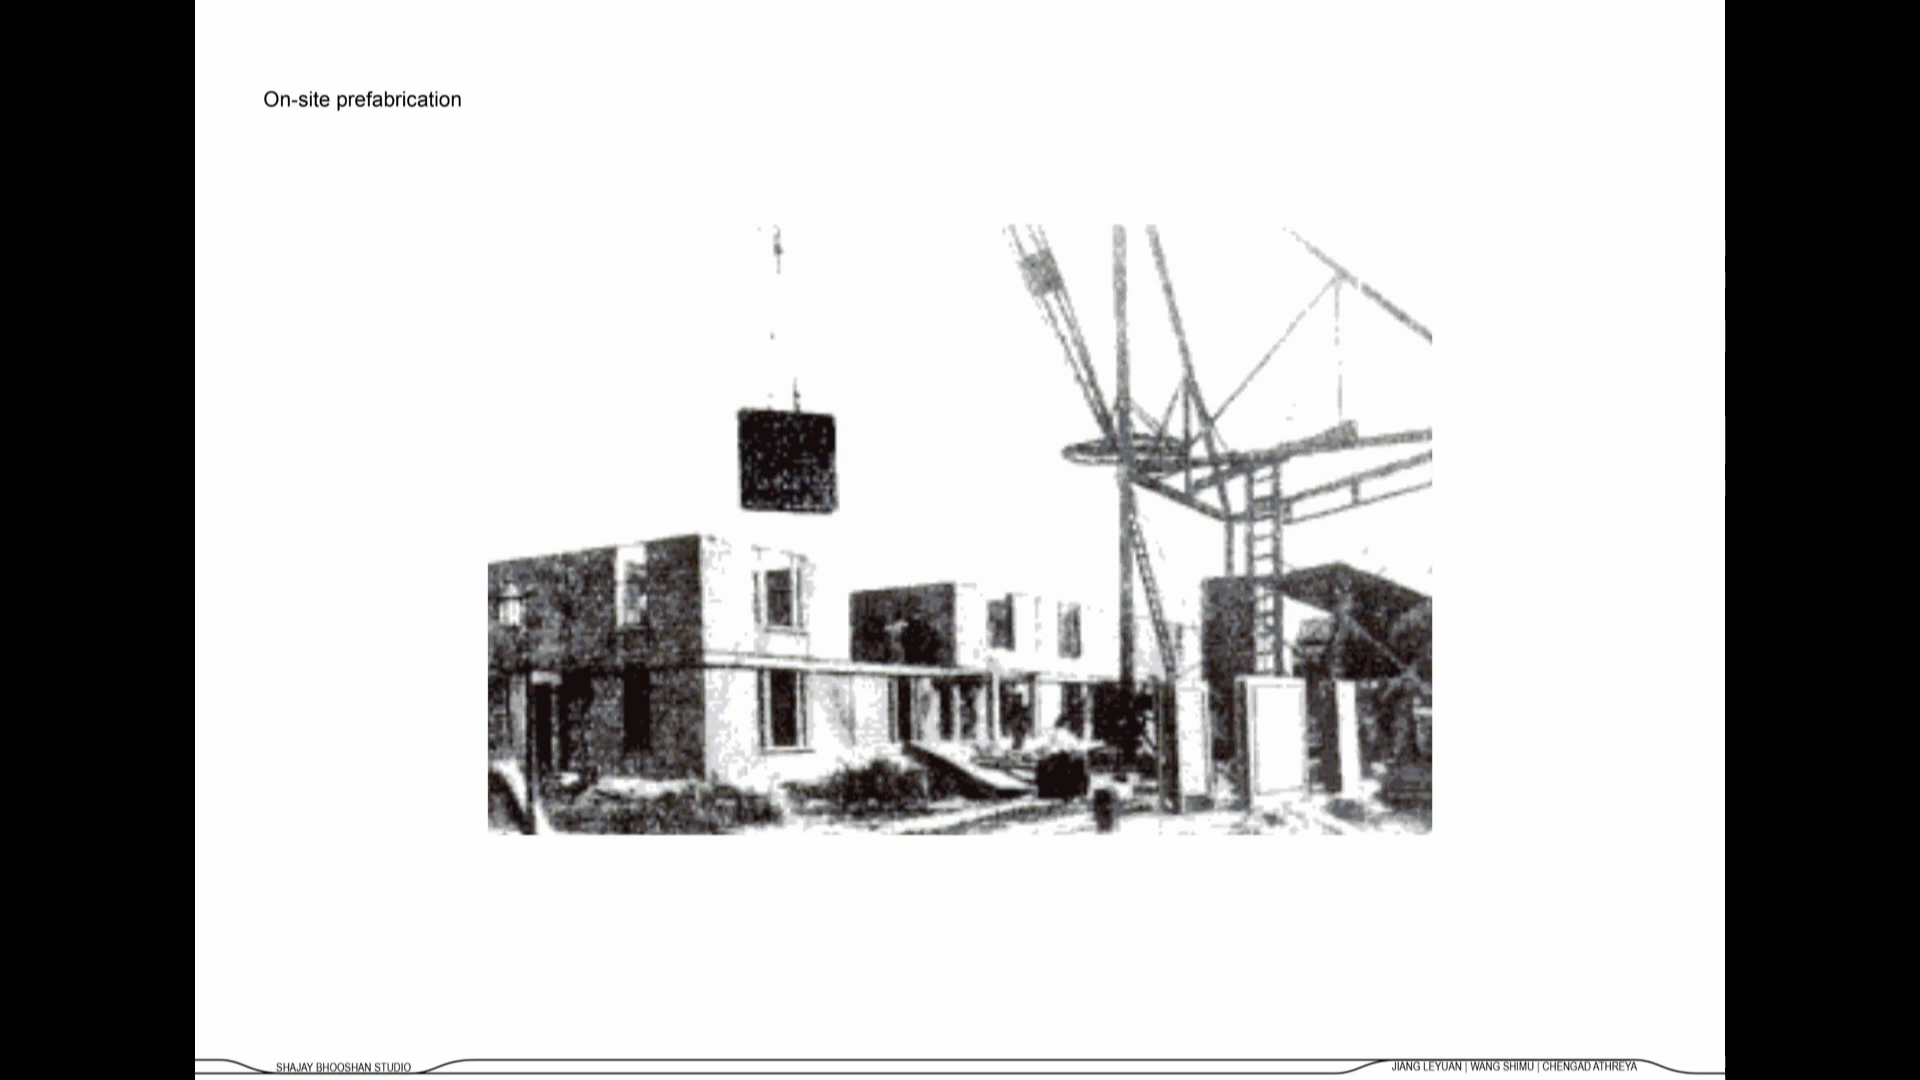 On-site prefabrication
SHAJAY BHOOSHAN STUDIO
JIANG LEYUAN | WANG SHIMU | CHENGAD ATHREYA